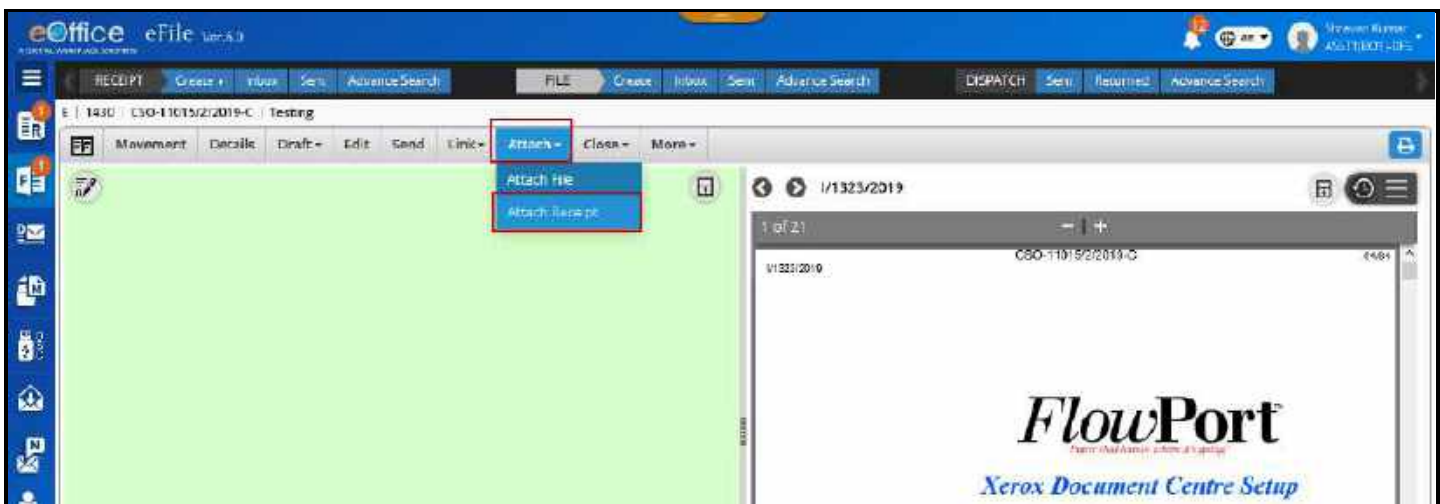 eOffice eFile
RECEIPT Create Inbox Sent Advance Search FILE Create Inbox Sent Advance Search DISPATCH Sent Returned Advance Search
E | 1430 CSO-11015/2/2019-C Testing
Movement Details Draft Edit Send Link Attach Close More
Attach File
Attach Receipt
I/1323/2019
1 of 21
I/1323/2019
CSO-11015/2/2019-C
FlowPort
Xerox Document Centre Setup